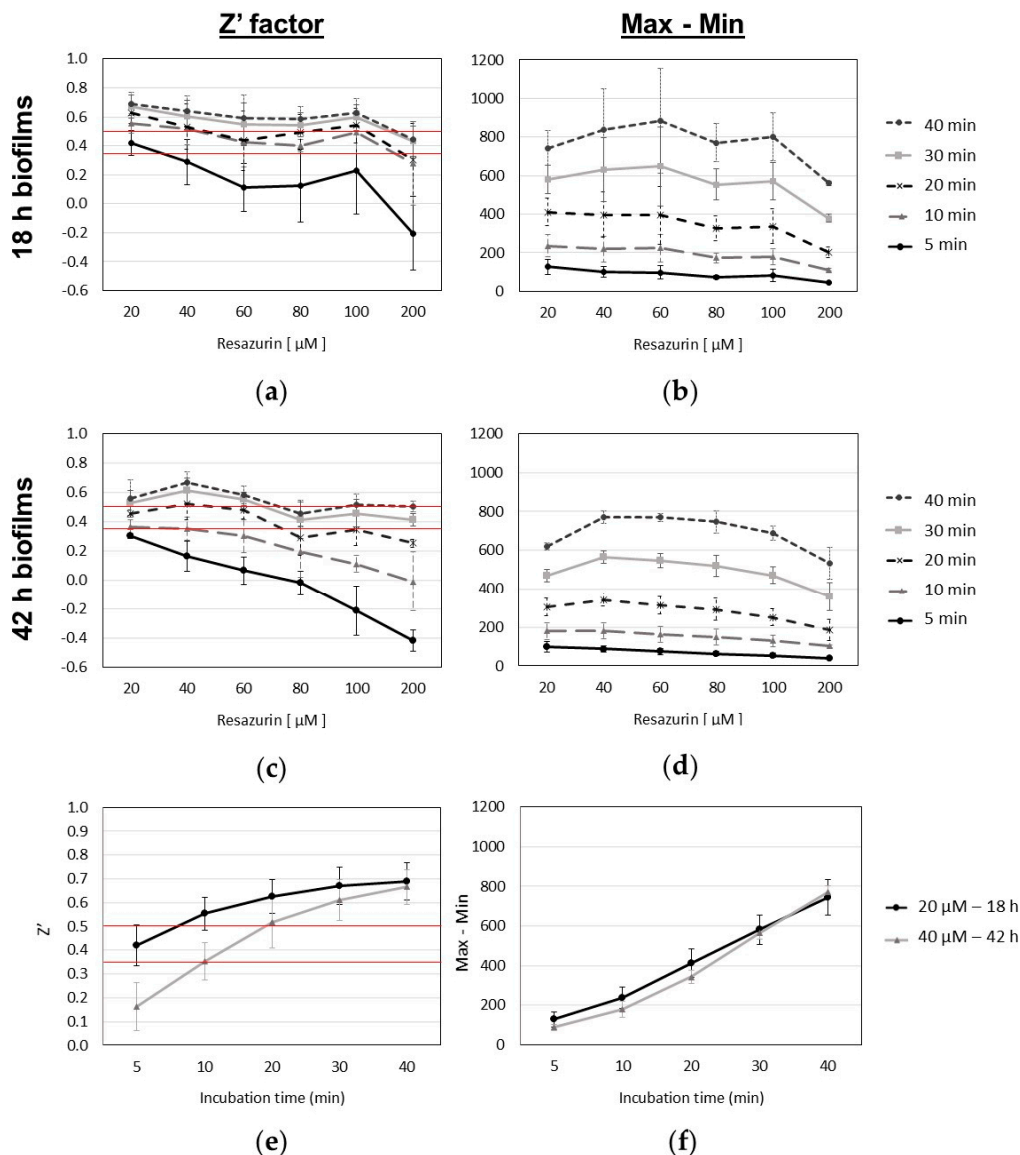 Z’ factor
Max - Min
18 h biofilms
1.0
0.8
0.6
0.4
0.2
0.0
-0.2
-0.4
-0.6
20 40 60 80 100 200
Resazurin [ µM ]
(a)
1200
1000
800
600
400
200
0
20 40 60 80 100 200
Resazurin [ µM ]
(b)
40 min
30 min
20 min
10 min
5 min
42 h biofilms
1.0
0.8
0.6
0.4
0.2
0.0
-0.2
-0.4
-0.6
20 40 60 80 100 200
Resazurin [ µM ]
(c)
1200
1000
800
600
400
200
0
20 40 60 80 100 200
Resazurin [ µM ]
(d)
40 min
30 min
20 min
10 min
5 min
Z'
1.0
0.9
0.8
0.7
0.6
0.5
0.4
0.3
0.2
0.1
0.0
5 10 20 30 40
Incubation time (min)
(e)
Max - Min
1200
1000
800
600
400
200
0
5 10 20 30 40
Incubation time (min)
(f)
20 µM – 18 h
40 µM – 42 h